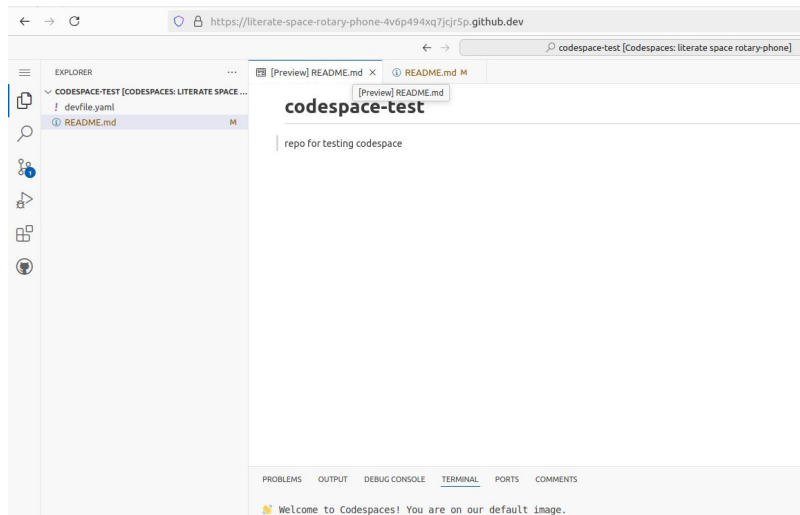 https://literate-space-rotary-phone-4v6p494xq7jcjr5p.github.dev
codespace-test [Codespaces: literate space rotary-phone]
EXPLORER ...
[Preview] README.md
README.md M
CODESPACE-TEST [CODESPACES: LITERATE SPACE ...
! devfile.yaml
README.md M
1
[Preview] README.md
codespace-test
repo for testing codespace
PROBLEMS OUTPUT DEBUG CONSOLE TERMINAL PORTS COMMENTS
Welcome to Codespaces! You are on our default image.